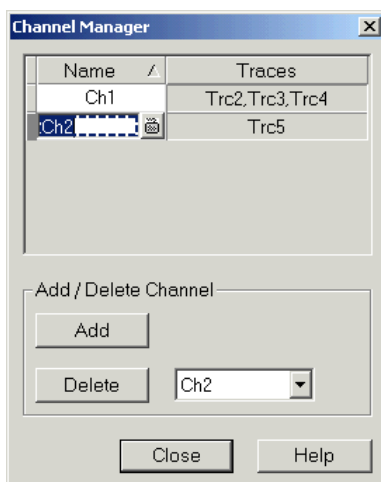 Channel Manager
Name Traces
Ch1 Trc2,Trc3,Trc4
Ch2 Trc5
Add / Delete Channel
Add
Delete Ch2
Close Help